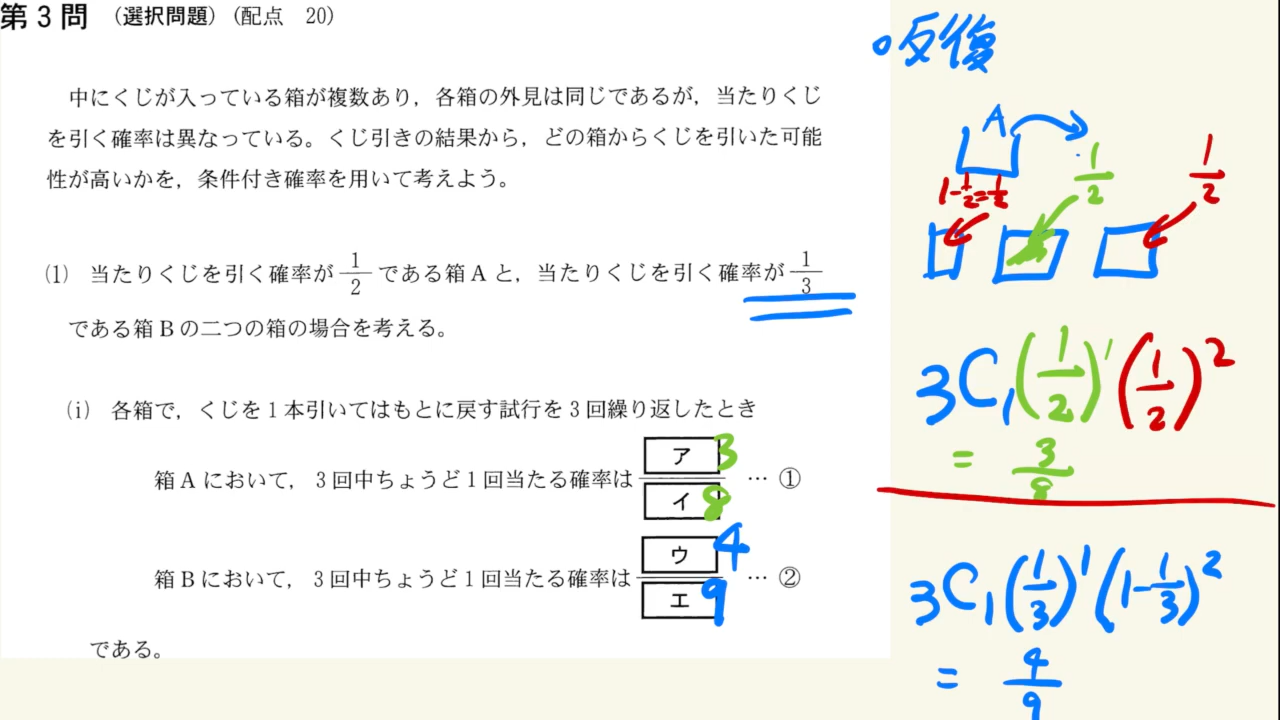 第3問 (選択問題)(配点 20)
中にくじが入っている箱が複数あり，各箱の外見は同じであるが，当たりくじ
を引く確率は異なっている。くじ引きの結果から，どの箱からくじを引いた可能
性が高いかを，条件付き確率を用いて考えよう。
(1) 当たりくじを引く確率が 1/2 である箱Aと，当たりくじを引く確率が 1/3
である箱Bの二つの箱の場合を考える。
(i) 各箱で，くじを1本引いてはもとに戻す試行を3回繰り返したとき
箱Aにおいて，3回中ちょうど1回当たる確率は ア/イ … ①
3
8
箱Bにおいて，3回中ちょうど1回当たる確率は ウ/エ … ②
4
9
である。
反復
A
1/2
1/2
1-1/2=1/2
3C1(1/2)^1(1/2)^2
= 3/8
3C1(1/3)^1(1-1/3)^2
= 4/9